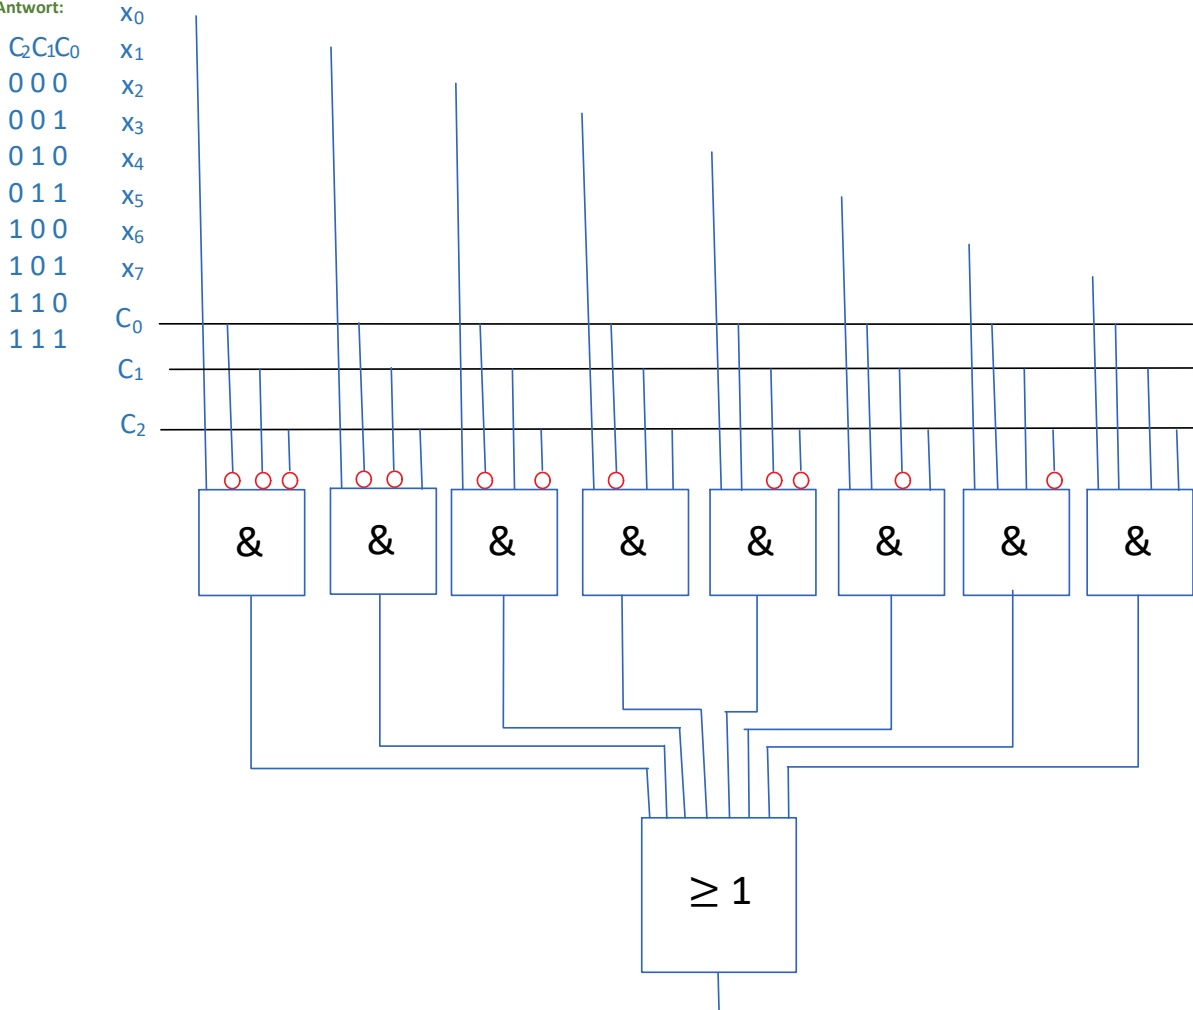 Antwort:
C₂C₁C₀
0 0 0
0 0 1
0 1 0
0 1 1
1 0 0
1 0 1
1 1 0
1 1 1
x₀
x₁
x₂
x₃
x₄
x₅
x₆
x₇
C₀
C₁
C₂
& & & & & & & &
≥ 1